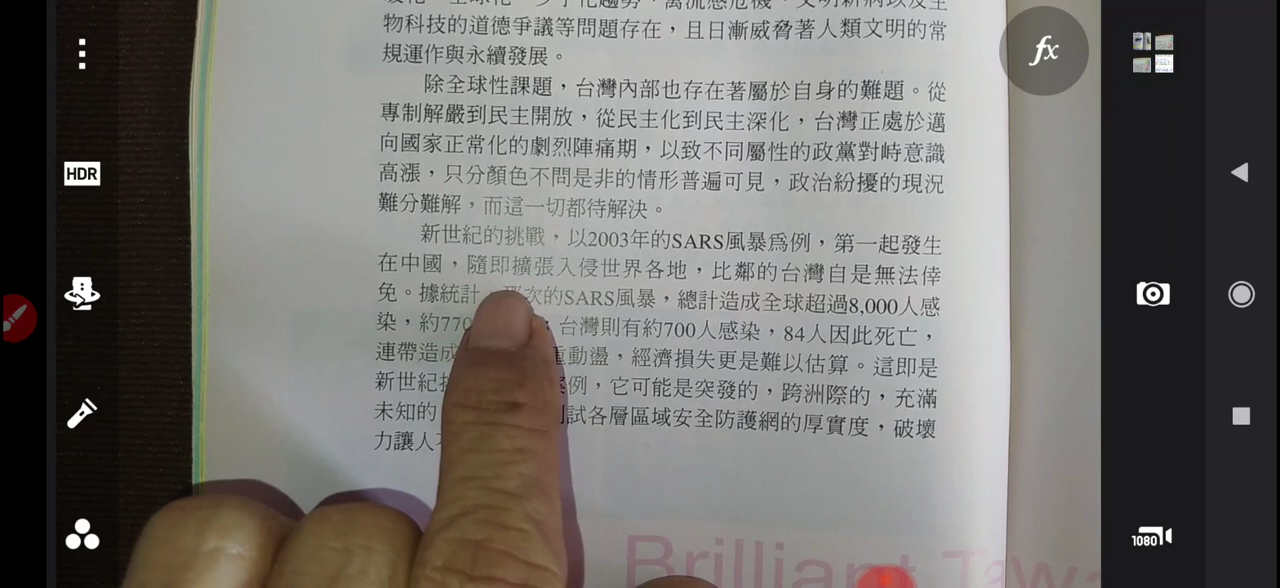 物科技的道德爭議等問題存在，且日漸威脅著人類文明的常
規運作與永續發展。
除全球性課題，台灣內部也存在著屬於自身的難題。從
專制解嚴到民主開放，從民主化到民主深化，台灣正處於邁
向國家正常化的劇烈陣痛期，以致不同屬性的政黨對峙意識
高漲，只分顏色不問是非的情形普遍可見，政治紛擾的現況
難分難解，而這一切都待解決。
新世紀的挑戰，以2003年的SARS風暴爲例，第一起發生
在中國，隨即擴張入侵世界各地，比鄰的台灣自是無法倖
免。據統計，次的SARS風暴，總計造成全球超過8,000人感
染，約770台灣則有約700人感染，84人因此死亡，
連帶造成重動盪，經濟損失更是難以估算。這即是
新世紀案例，它可能是突發的，跨洲際的，充滿
未知的試各層區域安全防護網的厚實度，破壞
力讓人
Brilliant
HDR
fx
1080